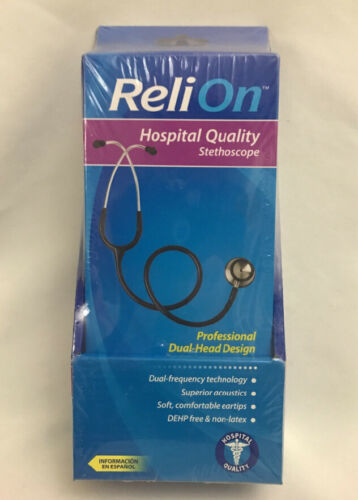 ReliOn™
Hospital Quality
Stethoscope
Professional
Dual-Head Design
Dual-frequency technology •
Superior acoustics •
Soft, comfortable eartips •
DEHP free & non-latex •
HOSPITAL
QUALITY
INFORMACIÓN
EN ESPAÑOL